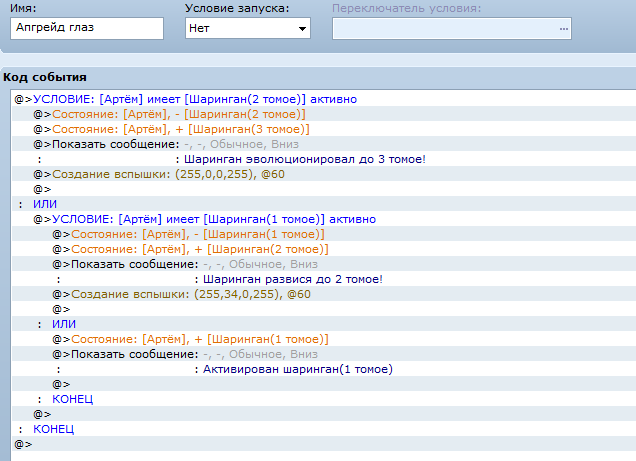 Имя: Условие запуска: Переключатель условия:
Апгрейд глаз Нет ...
Код события
@>УСЛОВИЕ: [Артём] имеет [Шаринган(2 томое)] активно
@>Состояние: [Артём], - [Шаринган(2 томое)]
@>Состояние: [Артём], + [Шаринган(3 томое)]
@>Показать сообщение: -, -, Обычное, Вниз
: : Шаринган эволюционировал до 3 томое!
@>Создание вспышки: (255,0,0,255), @60
@>
: ИЛИ
@>УСЛОВИЕ: [Артём] имеет [Шаринган(1 томое)] активно
@>Состояние: [Артём], - [Шаринган(1 томое)]
@>Состояние: [Артём], + [Шаринган(2 томое)]
@>Показать сообщение: -, -, Обычное, Вниз
: : Шаринган развися до 2 томое!
@>Создание вспышки: (255,34,0,255), @60
@>
: ИЛИ
@>Состояние: [Артём], + [Шаринган(1 томое)]
@>Показать сообщение: -, -, Обычное, Вниз
: : Активирован шаринган(1 томое)
@>
: КОНЕЦ
@>
: КОНЕЦ
@>